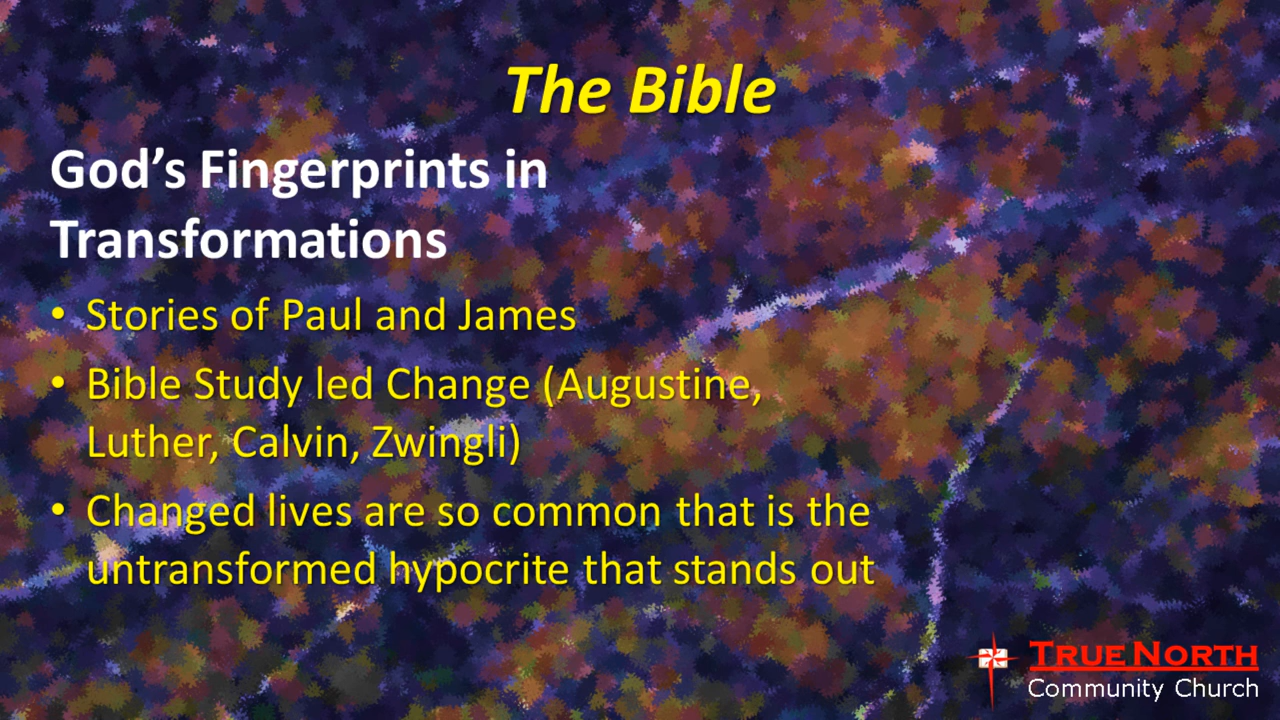 The Bible
God’s Fingerprints in
Transformations
• Stories of Paul and James
• Bible Study led Change (Augustine,
Luther, Calvin, Zwingli)
• Changed lives are so common that is the
untransformed hypocrite that stands out
TRUE NORTH
Community Church